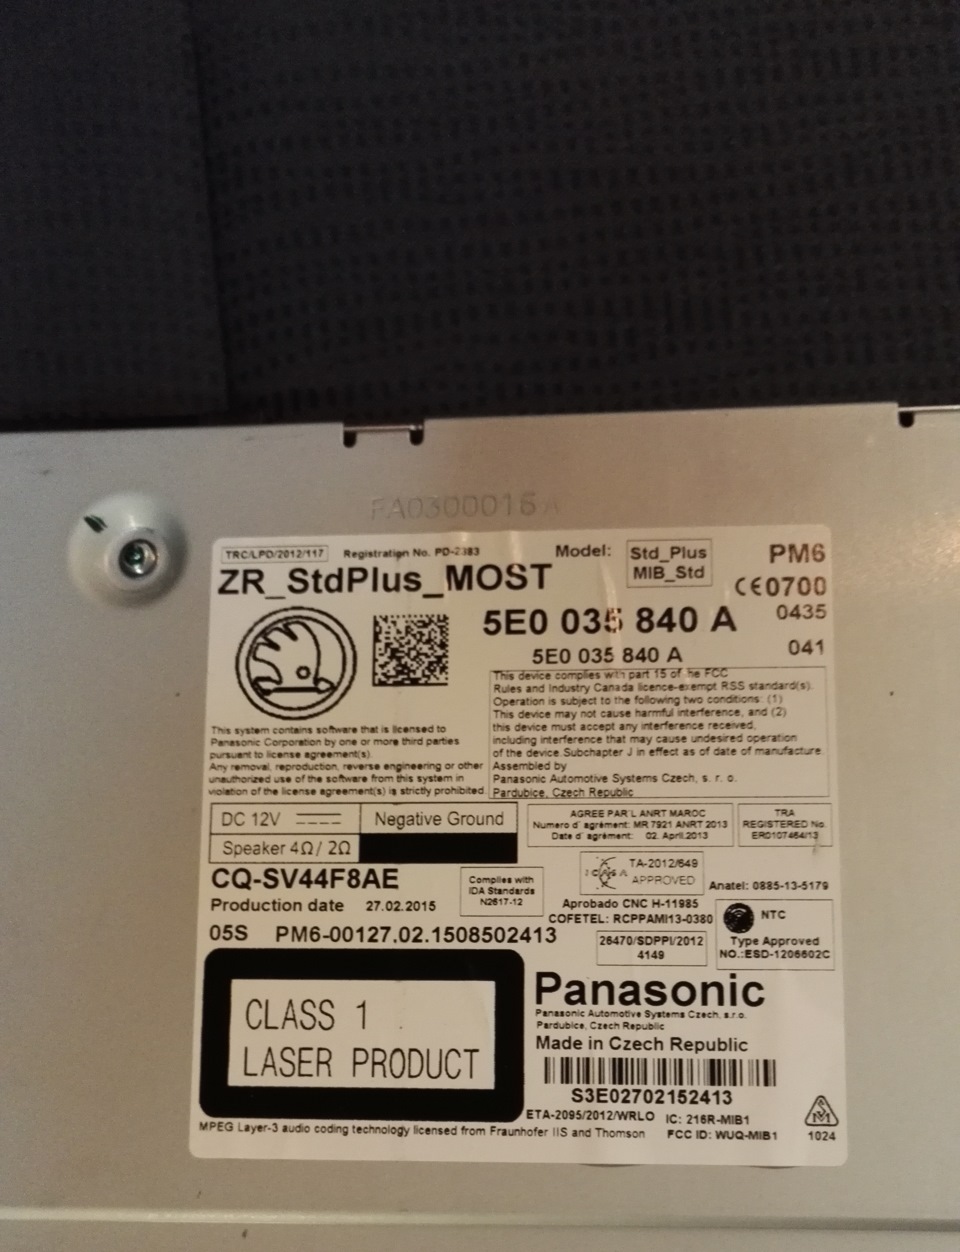 FA0300016A
TRC/LPD/2012/117 Registration No. PD-2383 Model: Std_Plus PM6
MIB_Std
ZR_StdPlus_MOST CE0700
5E0 035 840 A 0435
5E0 035 840 A 041
This device complies with part 15 of he FCC
Rules and Industry Canada licence-exempt RSS standard(s).
Operation is subject to the following two conditions: (1)
This device may not cause harmful interference, and (2)
this device must accept any interference received,
including interference that may cause undesired operation
of the device.Subchapter J in effect as of date of manufacture
Assembled by
Panasonic Automotive Systems Czech, s. r. o.
Pardubice, Czech Republic
This system contains software that is licensed to
Panasonic Corporation by one or more third parties
pursuant to license agreement(s).
Any removal, reproduction, reverse engineering or other
unauthorized use of the software from this system in
violation of the license agreement(s) is strictly prohibited.
DC 12V Negative Ground
Speaker 4Ω/ 2Ω
AGREE PAR L ANRT MAROC
Numero d´agrément: MR 7921 ANRT 2013
Date d´agrément: 02. April.2013
TRA
REGISTERED No.
ER0107464/13
CQ-SV44F8AE
Complies with
IDA Standards
N2617-12
TA-2012/649
APPROVED
Anatel: 0885-13-5179
Production date 27.02.2015
Aprobado CNC H-11985
COFETEL: RCPPAMI13-0380
NTC
05S PM6-00127.02.1508502413
26470/SDPPI/2012
4149
Type Approved
NO.:ESD-1206602C
CLASS 1
LASER PRODUCT
Panasonic
Panasonic Automotive Systems Czech, s.r.o.
Pardubice, Czech Republic
Made in Czech Republic
S3E02702152413
ETA-2095/2012/WRLO IC: 216R-MIB1
MPEG Layer-3 audio coding technology licensed from Fraunhofer IIS and Thomson FCC ID: WUQ-MIB1 1024